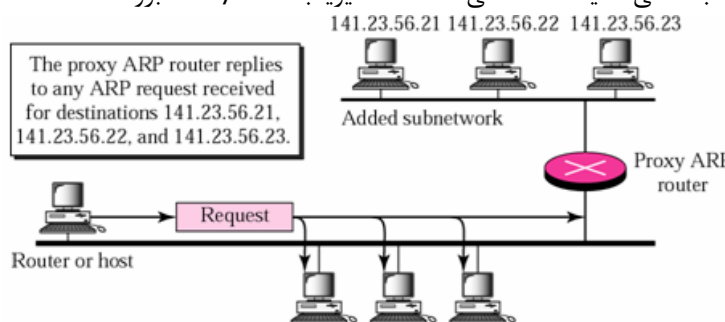 141.23.56.21 141.23.56.22 141.23.56.23
The proxy ARP router replies
to any ARP request received
for destinations 141.23.56.21,
141.23.56.22, and 141.23.56.23.
Added subnetwork
Proxy ARP
router
Request
Router or host